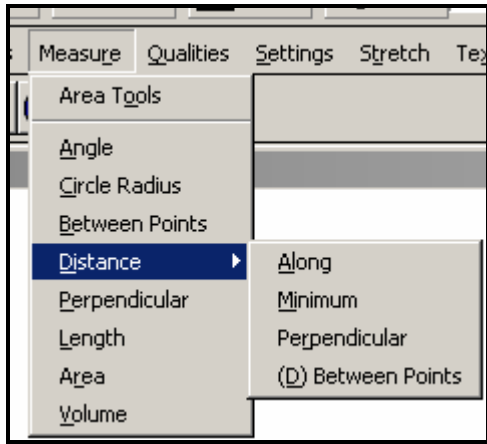 Measure Qualities Settings Stretch
Area Tools
Angle
Circle Radius
Between Points
Distance
Perpendicular
Length
Area
Volume
Along
Minimum
Perpendicular
(D) Between Points